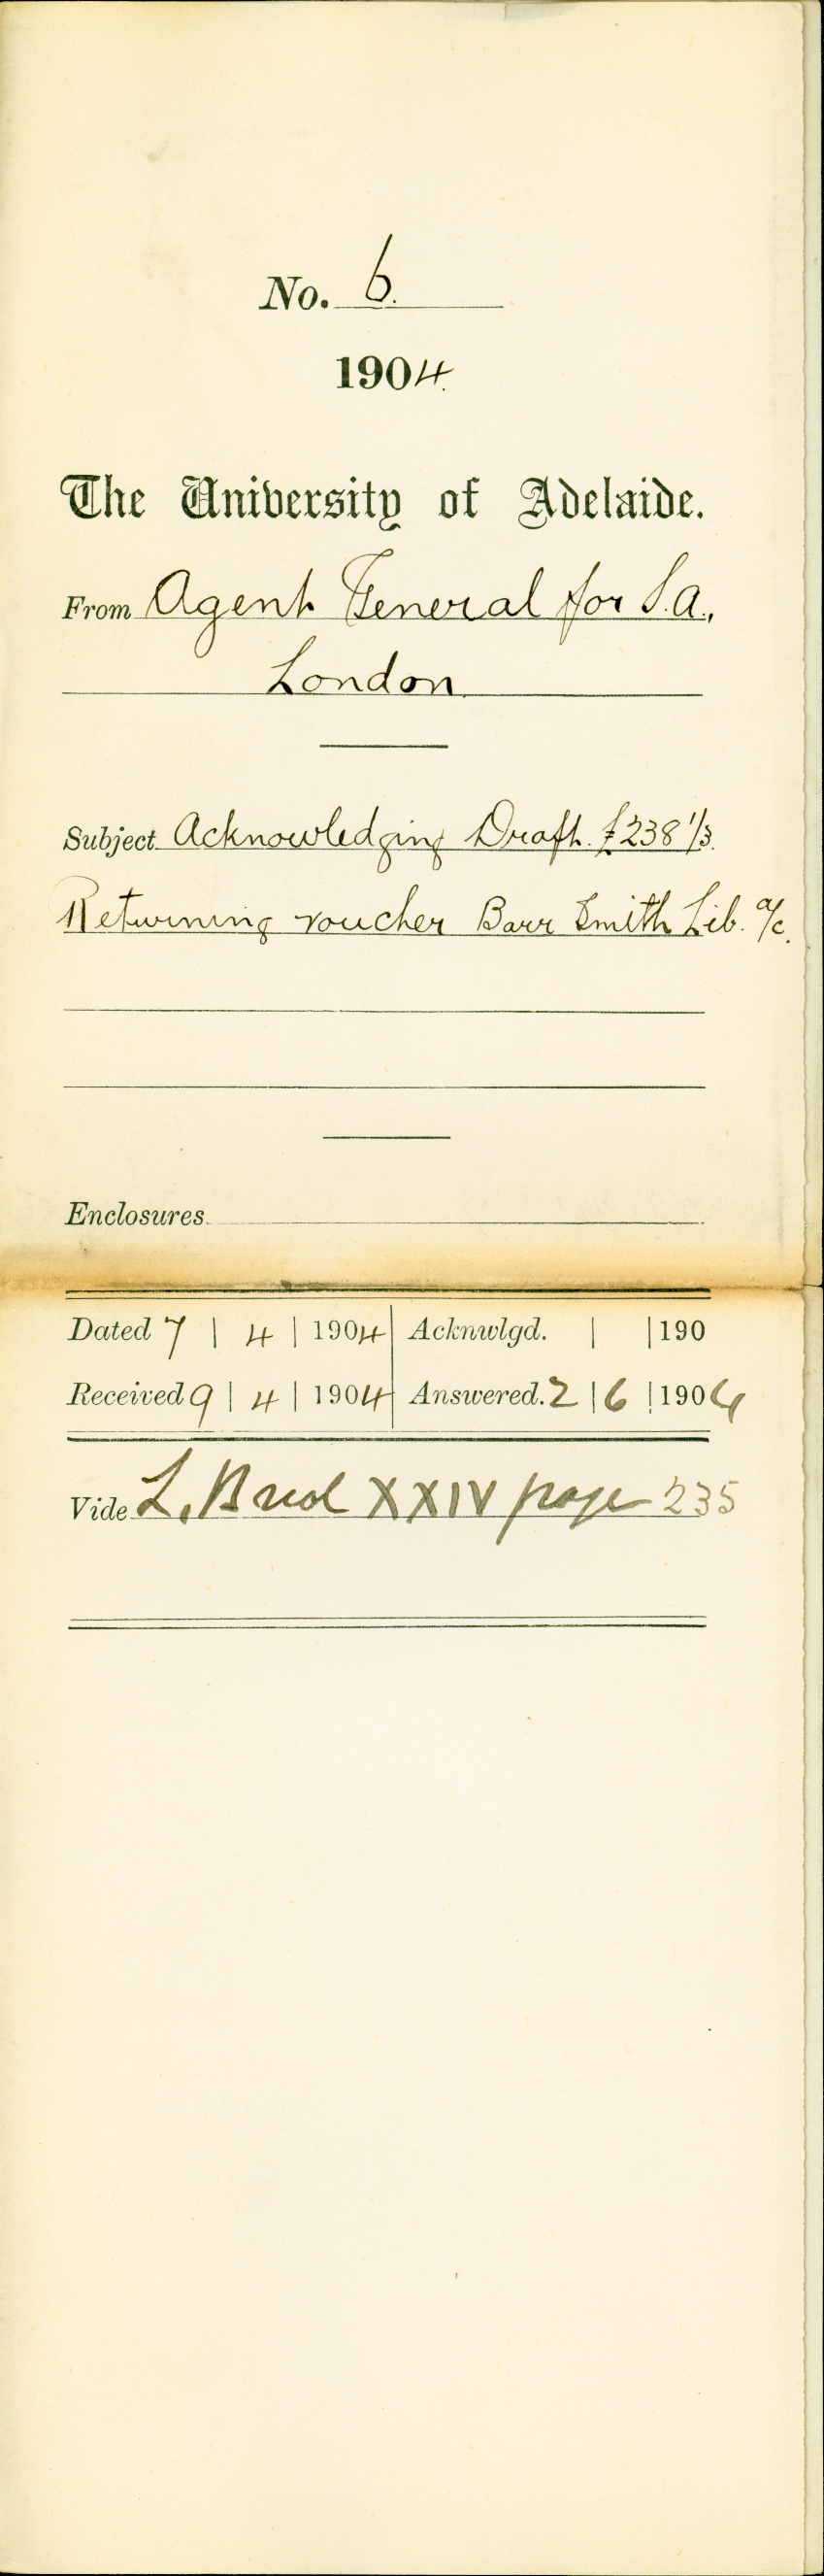 No. 6.
1904.
The University of Adelaide.
From Agent General for S.A.,
London.
Subject Acknowledging Draft. £238 1/3.
Returning voucher Barr Smith Lib. a/c.
Enclosures
Dated 7 | 4 | 1904 Acknwlgd. | | 190
Received 9 | 4 | 1904 Answered. 2 | 6 | 1904
Vide L. B vol XXIV page 235